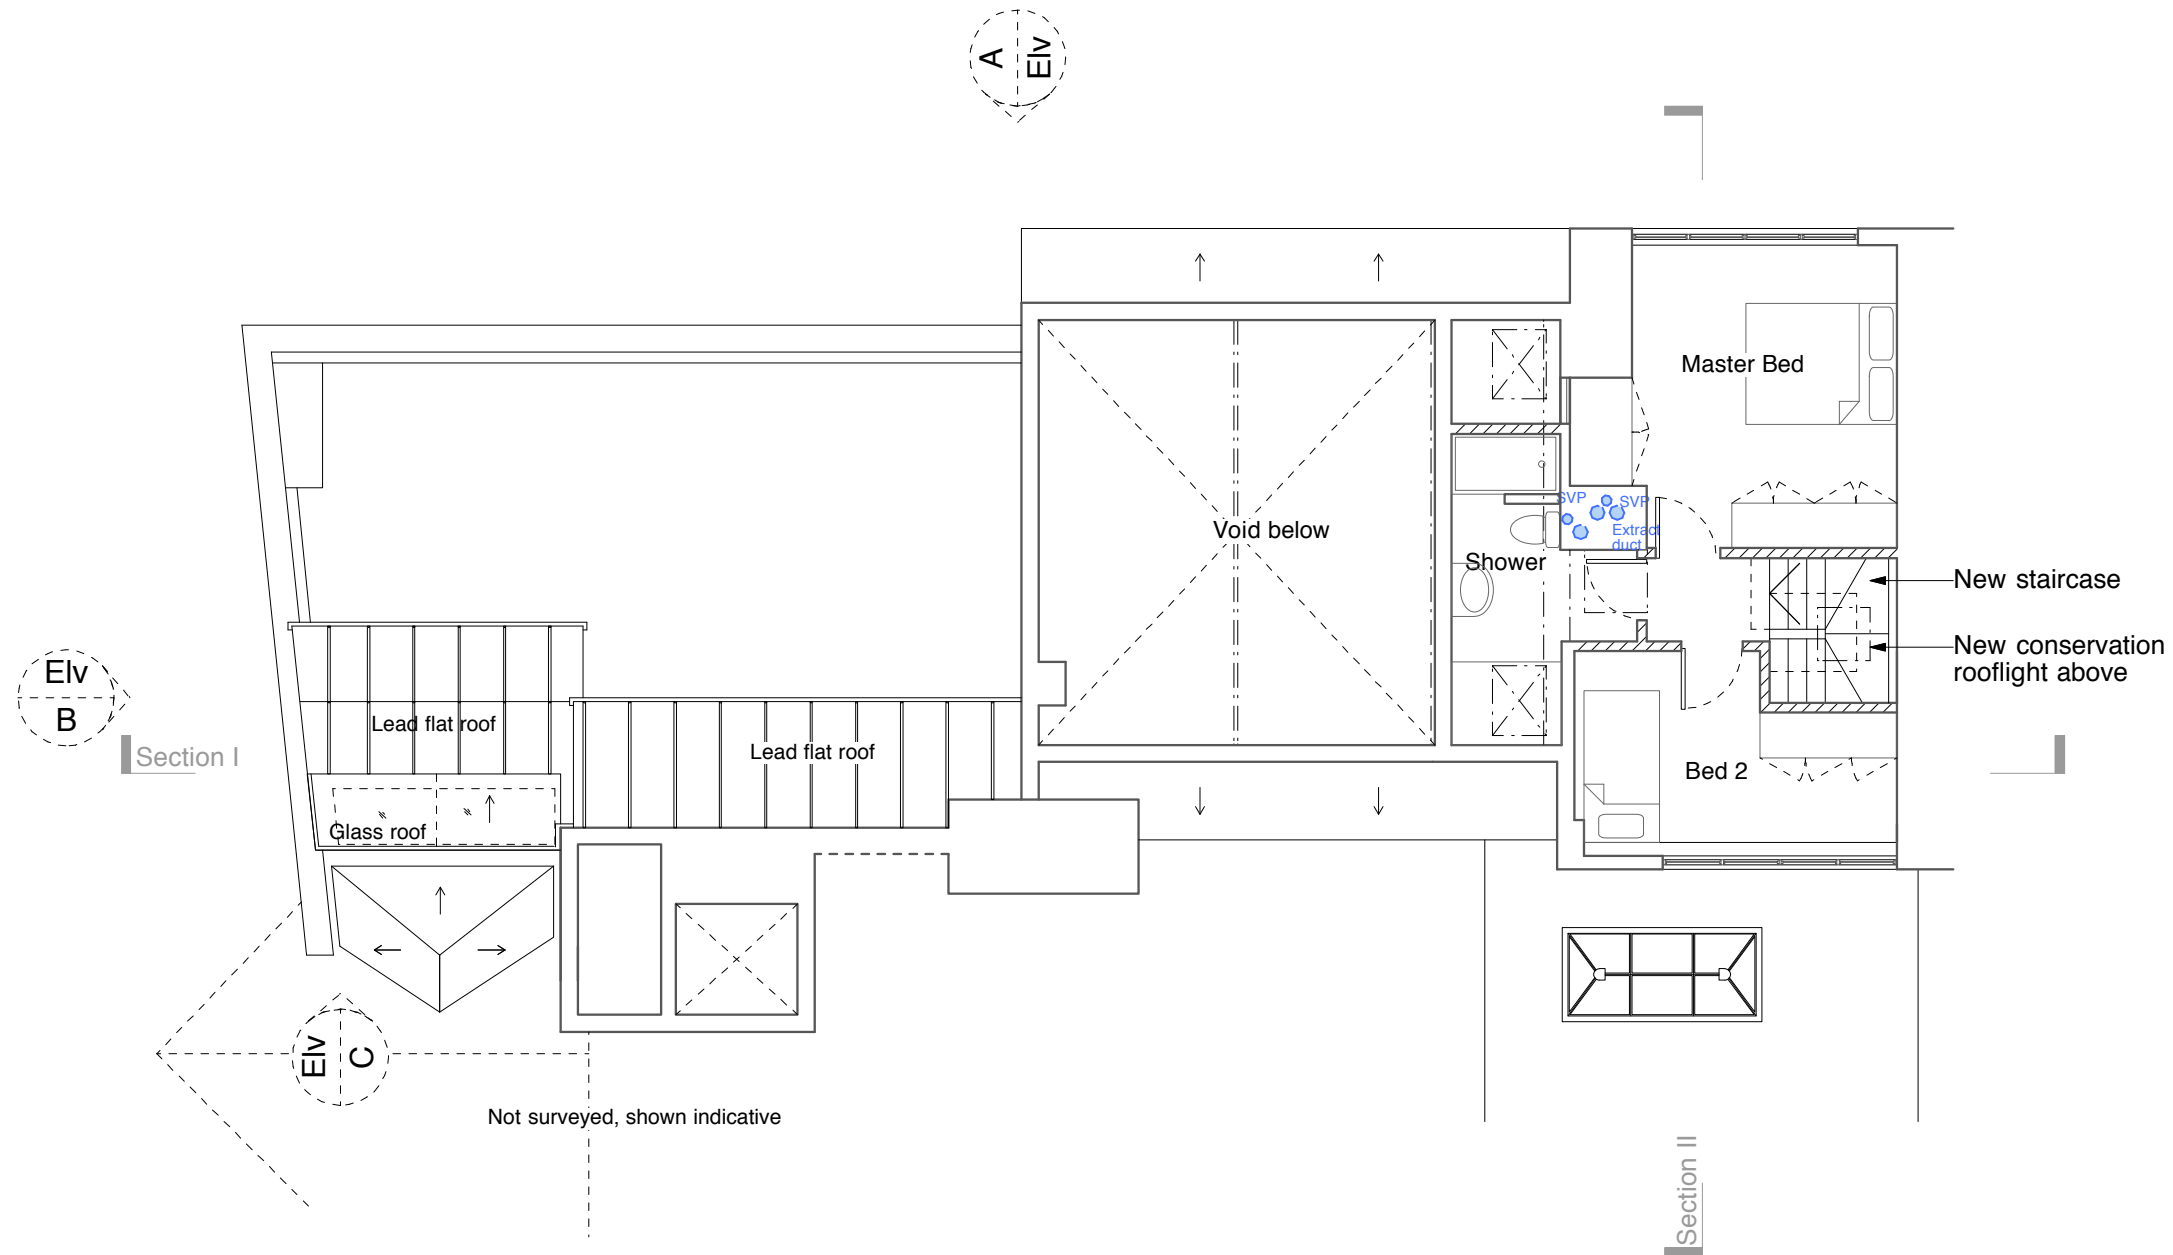 A
Elv
Master Bed
SVP
SVP
Extract
duct
Void below
Shower
New staircase
New conservation
rooflight above
Elv
B
Section I
Lead flat roof
Lead flat roof
Bed 2
Glass roof
Elv
C
Not surveyed, shown indicative
Section II